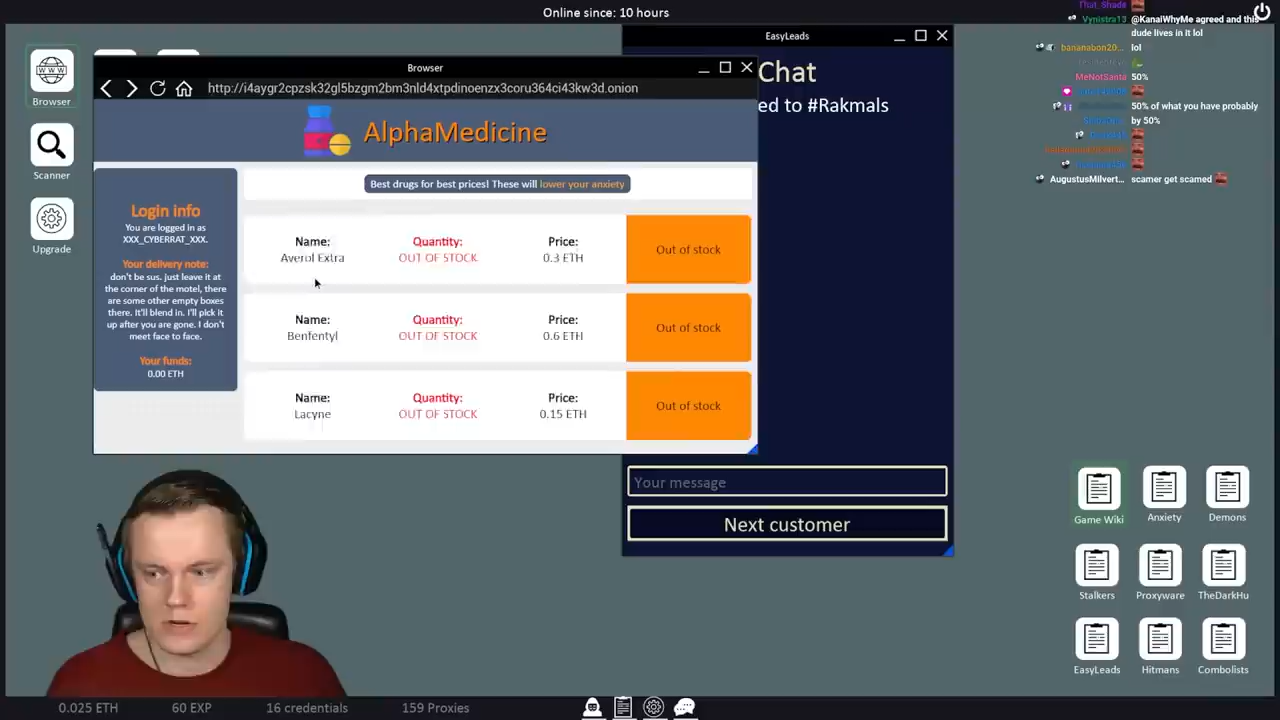 Online since: 10 hours
That_Shade
Vynistra13 @KanaiWhyMe agreed and this
dude lives in it lol
bananabon20... lol
MeNotSanta 50%
50% of what you have probably
by 50%
AugustusMilvert... scamer get scamed
Browser
Scanner
Upgrade
EasyLeads
Chat
ed to #Rakmals
Your message
Next customer
Browser
http://i4aygr2cpzsk32gl5bzgm2bm3nld4xtpdinoenzx3coru364ci43kw3d.onion
AlphaMedicine
Best drugs for best prices! These will lower your anxiety
Login info
You are logged in as
XXX_CYBERRAT_XXX.
Your delivery note:
don't be sus. just leave it at
the corner of the motel, there
are some other empty boxes
there. It'll blend in. I'll pick it
up after you are gone. I don't
meet face to face.
Your funds:
0.00 ETH
Name: Quantity: Price:
Averol Extra OUT OF STOCK 0.3 ETH Out of stock
Name: Quantity: Price:
Benfentyl OUT OF STOCK 0.6 ETH Out of stock
Name: Quantity: Price:
Lacyne OUT OF STOCK 0.15 ETH Out of stock
Game Wiki Anxiety Demons
Stalkers Proxyware TheDarkHu
EasyLeads Hitmans Combolists
0.025 ETH 60 EXP 16 credentials 159 Proxies